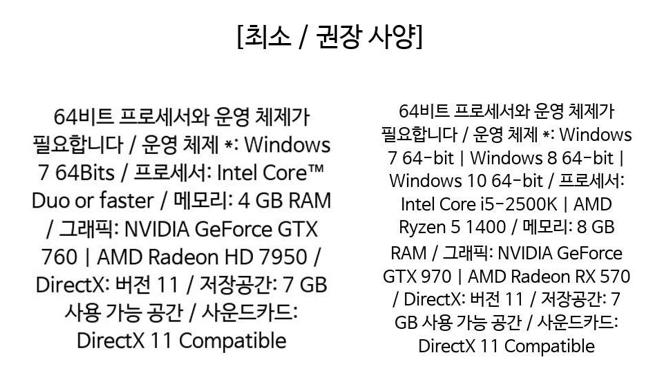 [최소 / 권장 사양]
64비트 프로세서와 운영 체제가
필요합니다 / 운영 체제 *: Windows
7 64Bits / 프로세서: Intel Core™
Duo or faster / 메모리: 4 GB RAM
/ 그래픽: NVIDIA GeForce GTX
760 | AMD Radeon HD 7950 /
DirectX: 버전 11 / 저장공간: 7 GB
사용 가능 공간 / 사운드카드:
DirectX 11 Compatible
64비트 프로세서와 운영 체제가
필요합니다 / 운영 체제 *: Windows
7 64-bit | Windows 8 64-bit |
Windows 10 64-bit / 프로세서:
Intel Core i5-2500K | AMD
Ryzen 5 1400 / 메모리: 8 GB
RAM / 그래픽: NVIDIA GeForce
GTX 970 | AMD Radeon RX 570
/ DirectX: 버전 11 / 저장공간: 7
GB 사용 가능 공간 / 사운드카드:
DirectX 11 Compatible